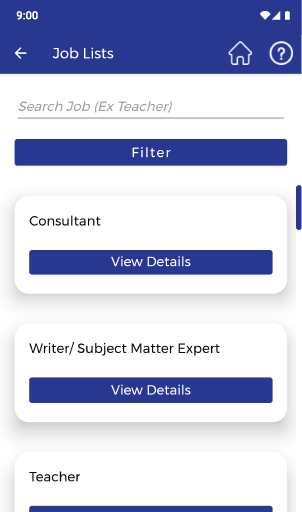 9:00
Job Lists
?
Search Job (Ex Teacher)
Filter
Consultant
View Details
Writer/ Subject Matter Expert
View Details
Teacher